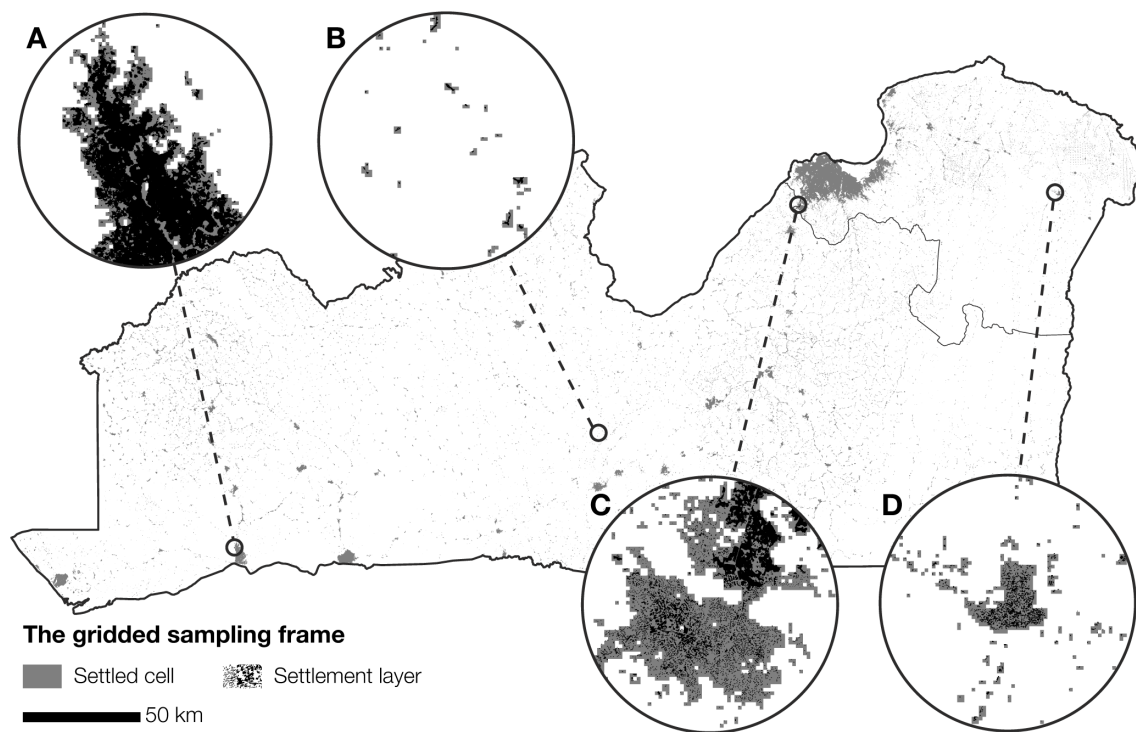 A
B
C
D
The gridded sampling frame
Settled cell
Settlement layer
50 km